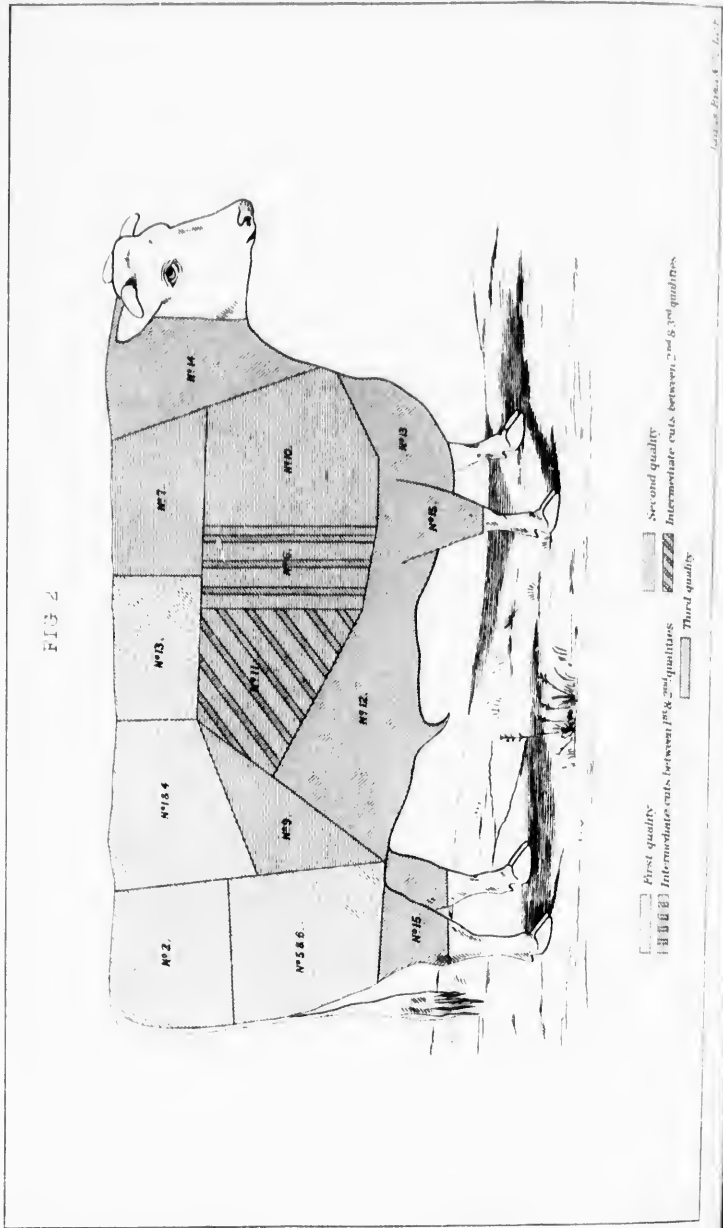 FIG 2
Nº 2.
Nº 1 & 4
Nº 13.
Nº 7.
Nº 14.
Nº 5 & 6.
Nº 9.
Nº 11.
Nº 6.
Nº 10.
Nº 12.
Nº 13
Nº 15.
Nº 15.
First quality
Second quality
Intermediate cuts between 1st & 2nd qualities
Intermediate cuts between 2nd & 3rd qualities
Third quality